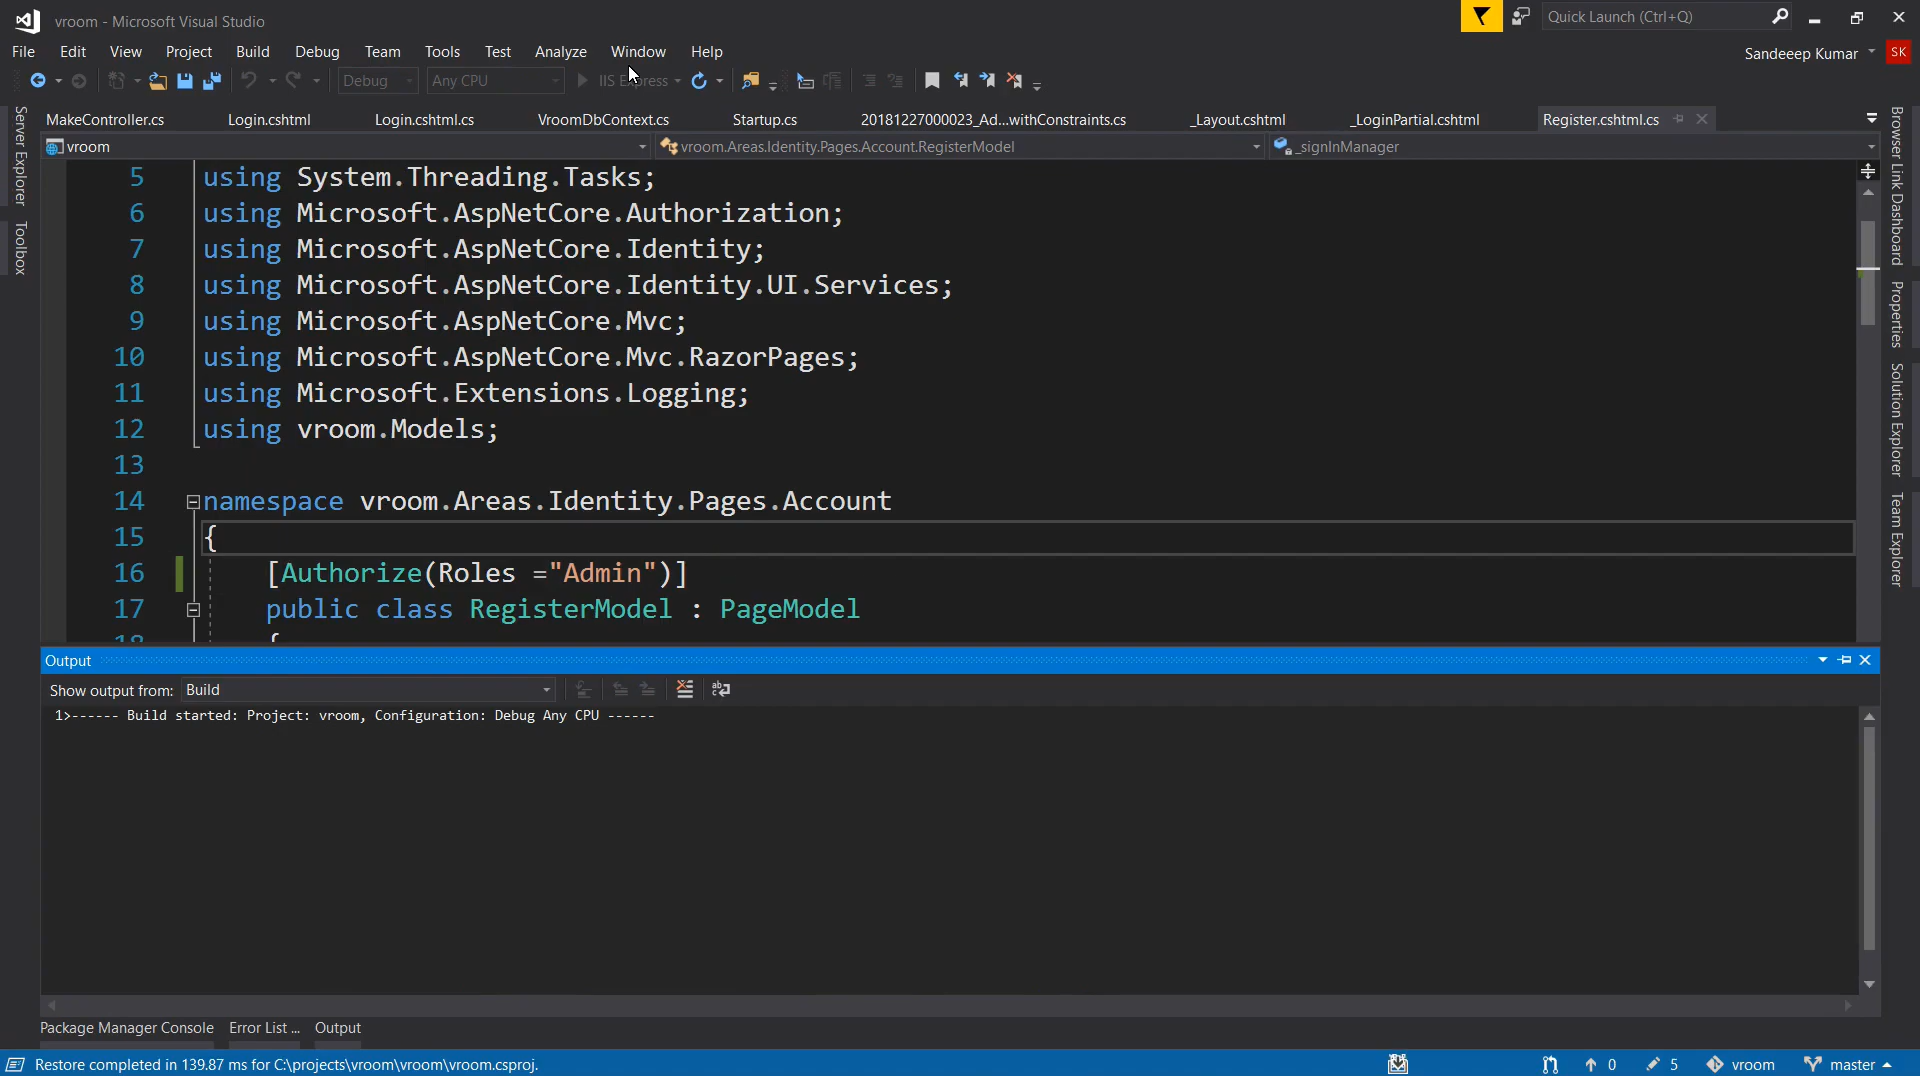 vroom - Microsoft Visual Studio
Quick Launch (Ctrl+Q)
File Edit View Project Build Debug Team Tools Test Analyze Window Help
Sandeeep Kumar SK
Debug Any CPU IIS Express
MakeController.cs Login.cshtml Login.cshtml.cs VroomDbContext.cs Startup.cs 20181227000023_Ad...withConstraints.cs _Layout.cshtml _LoginPartial.cshtml Register.cshtml.cs
vroom vroom.Areas.Identity.Pages.Account.RegisterModel _signInManager
Server Explorer
Toolbox
5 using System.Threading.Tasks;
6 using Microsoft.AspNetCore.Authorization;
7 using Microsoft.AspNetCore.Identity;
8 using Microsoft.AspNetCore.Identity.UI.Services;
9 using Microsoft.AspNetCore.Mvc;
10 using Microsoft.AspNetCore.Mvc.RazorPages;
11 using Microsoft.Extensions.Logging;
12 using vroom.Models;
13
14 namespace vroom.Areas.Identity.Pages.Account
15 {
16 [Authorize(Roles ="Admin")]
17 public class RegisterModel : PageModel
18 {
Browser Link Dashboard
Properties
Solution Explorer
Team Explorer
Output
Show output from: Build
1>------ Build started: Project: vroom, Configuration: Debug Any CPU ------
Package Manager Console Error List ... Output
Restore completed in 139.87 ms for C:\projects\vroom\vroom\vroom.csproj.
0 5 vroom master